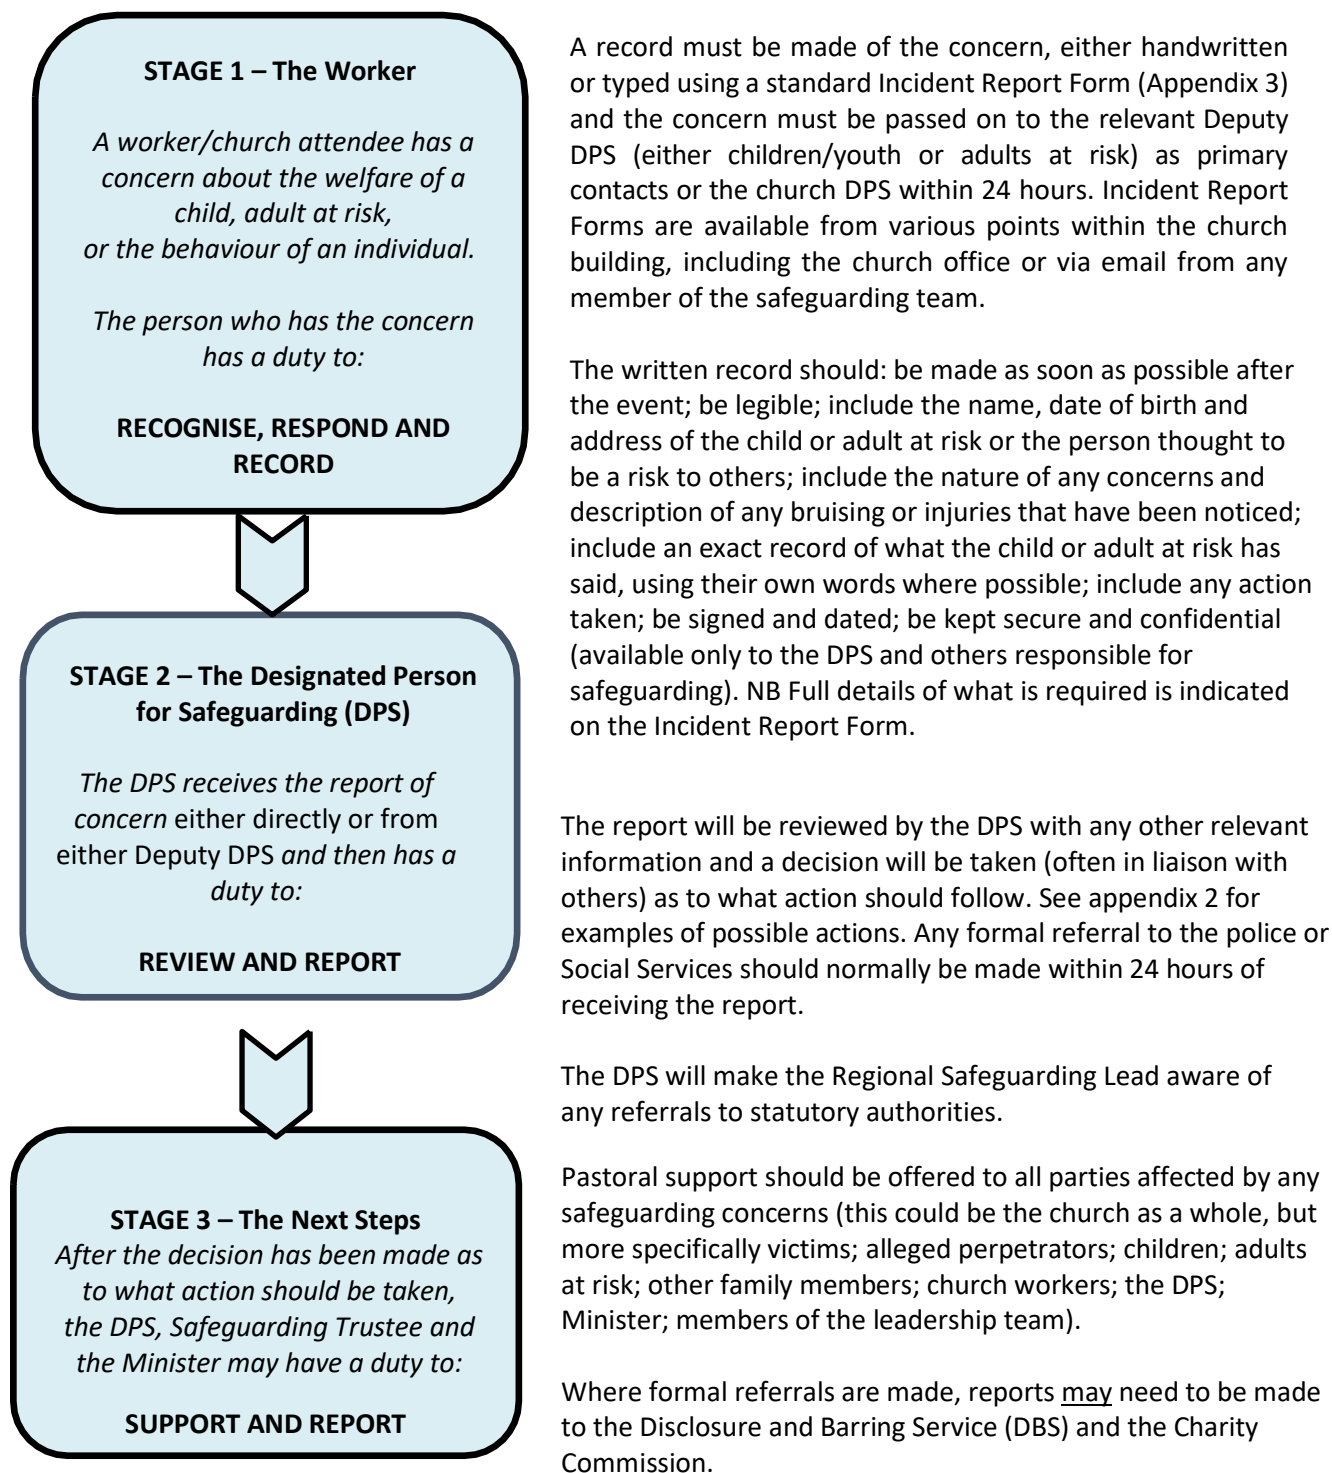 STAGE 1 – The Worker
A worker/church attendee has a
concern about the welfare of a
child, adult at risk,
or the behaviour of an individual.
The person who has the concern
has a duty to:
RECOGNISE, RESPOND AND
RECORD
A record must be made of the concern, either handwritten
or typed using a standard Incident Report Form (Appendix 3)
and the concern must be passed on to the relevant Deputy
DPS (either children/youth or adults at risk) as primary
contacts or the church DPS within 24 hours. Incident Report
Forms are available from various points within the church
building, including the church office or via email from any
member of the safeguarding team.
The written record should: be made as soon as possible after
the event; be legible; include the name, date of birth and
address of the child or adult at risk or the person thought to
be a risk to others; include the nature of any concerns and
description of any bruising or injuries that have been noticed;
include an exact record of what the child or adult at risk has
said, using their own words where possible; include any action
taken; be signed and dated; be kept secure and confidential
(available only to the DPS and others responsible for
safeguarding). NB Full details of what is required is indicated
on the Incident Report Form.
STAGE 2 – The Designated Person
for Safeguarding (DPS)
The DPS receives the report of
concern either directly or from
either Deputy DPS and then has a
duty to:
REVIEW AND REPORT
The report will be reviewed by the DPS with any other relevant
information and a decision will be taken (often in liaison with
others) as to what action should follow. See appendix 2 for
examples of possible actions. Any formal referral to the police or
Social Services should normally be made within 24 hours of
receiving the report.
The DPS will make the Regional Safeguarding Lead aware of
any referrals to statutory authorities.
STAGE 3 – The Next Steps
After the decision has been made as
to what action should be taken,
the DPS, Safeguarding Trustee and
the Minister may have a duty to:
SUPPORT AND REPORT
Pastoral support should be offered to all parties affected by any
safeguarding concerns (this could be the church as a whole, but
more specifically victims; alleged perpetrators; children; adults
at risk; other family members; church workers; the DPS;
Minister; members of the leadership team).
Where formal referrals are made, reports may need to be made
to the Disclosure and Barring Service (DBS) and the Charity
Commission.